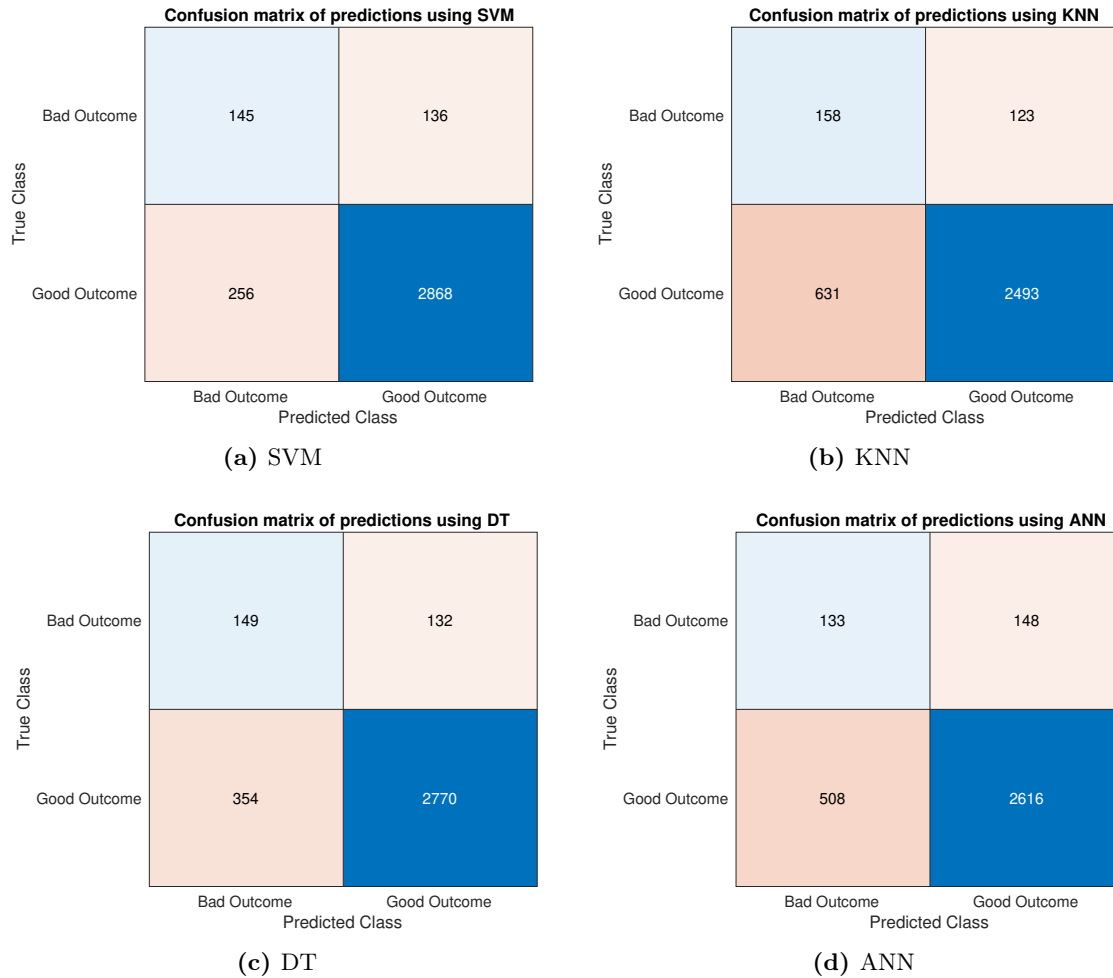 Confusion matrix of predictions using SVM
Bad Outcome
145
136
True Class
Good Outcome
256
2868
Bad Outcome
Good Outcome
Predicted Class
(a) SVM
Confusion matrix of predictions using KNN
Bad Outcome
158
123
True Class
Good Outcome
631
2493
Bad Outcome
Good Outcome
Predicted Class
(b) KNN
Confusion matrix of predictions using DT
Bad Outcome
149
132
True Class
Good Outcome
354
2770
Bad Outcome
Good Outcome
Predicted Class
(c) DT
Confusion matrix of predictions using ANN
Bad Outcome
133
148
True Class
Good Outcome
508
2616
Bad Outcome
Good Outcome
Predicted Class
(d) ANN